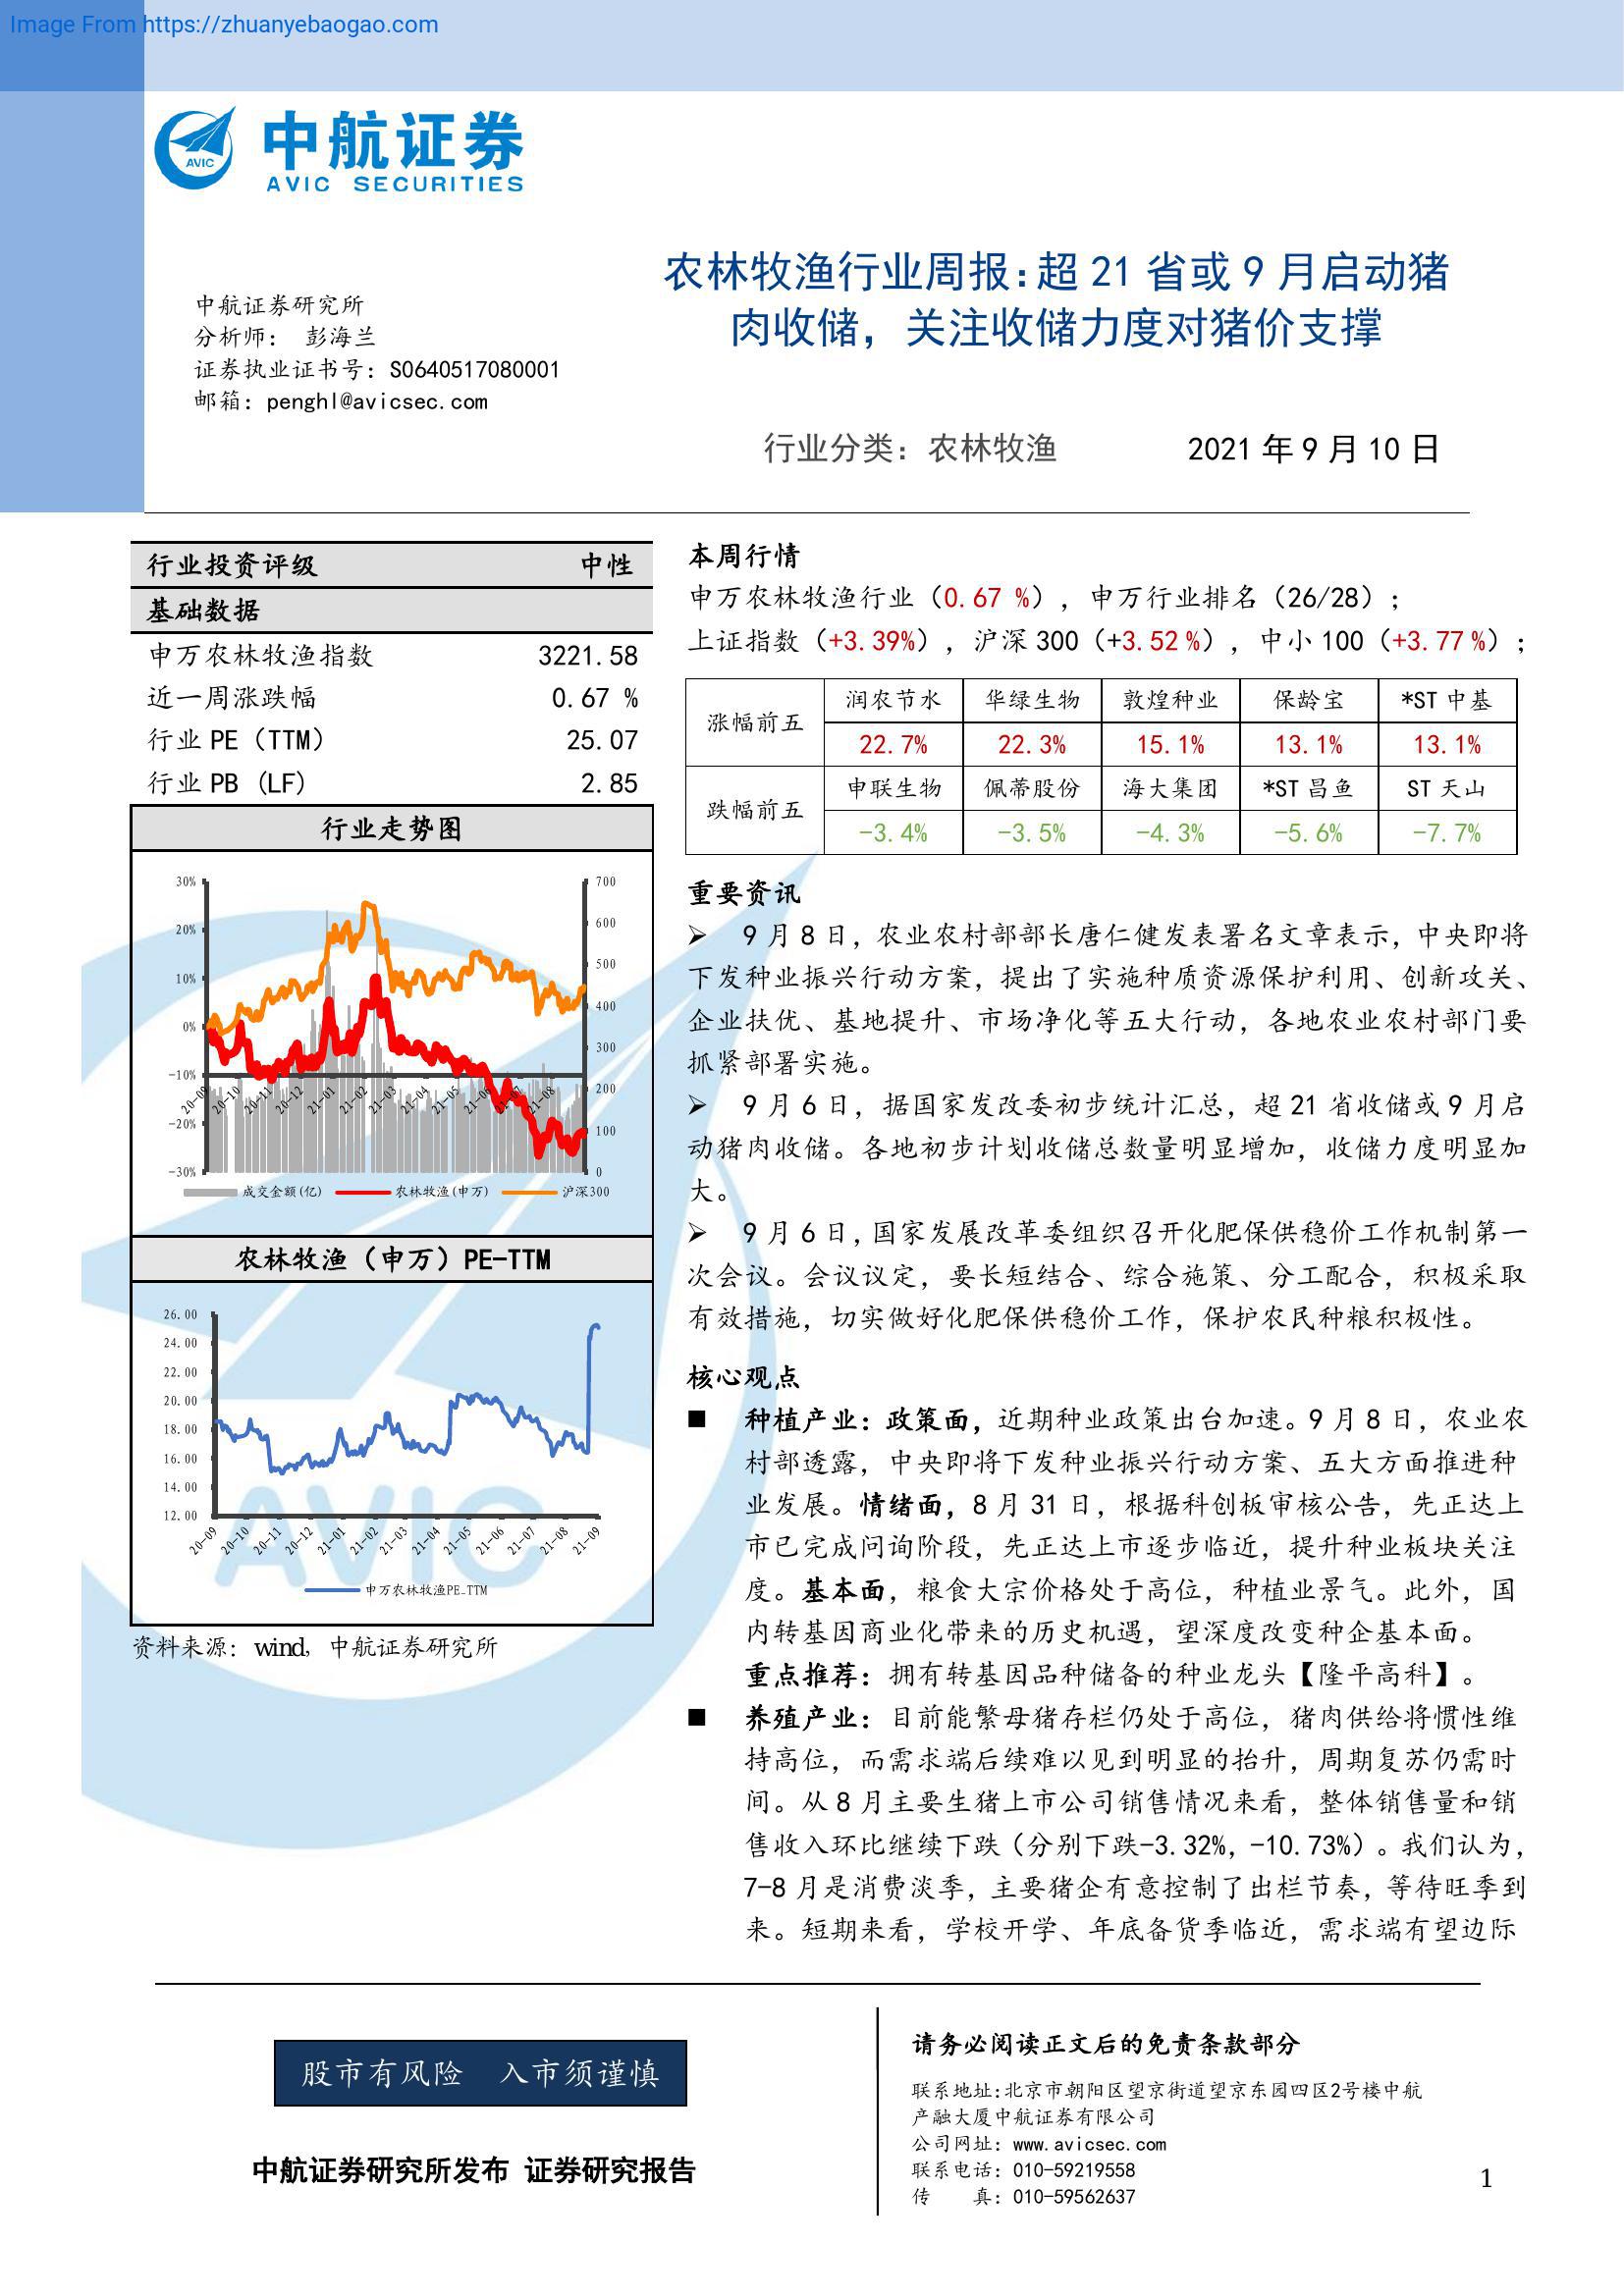 Image From https://zhuanyebaogao.com
AVIC
中航证券
AVIC SECURITIES
农林牧渔行业周报:超 21 省或 9 月启动猪
肉收储，关注收储力度对猪价支撑
中航证券研究所
分析师： 彭海兰
证券执业证书号：S0640517080001
邮箱：penghl@avicsec.com
行业分类：农林牧渔 2021 年 9 月 10 日
行业投资评级 中性
基础数据
申万农林牧渔指数 3221.58
近一周涨跌幅 0.67 %
行业 PE（TTM） 25.07
行业 PB (LF) 2.85
行业走势图
30% 700
20% 600
10% 500
0% 400
-10% 300
-20% 200
-30% 100
0
20-09 20-10 20-11 20-12 21-01 21-02 21-03 21-04 21-05 21-06 21-07 21-08
成交金额(亿) 农林牧渔(申万) 沪深300
农林牧渔（申万）PE-TTM
26.00
24.00
22.00
20.00
18.00
16.00
14.00
12.00
20-09 20-10 20-11 20-12 21-01 21-02 21-03 21-04 21-05 21-06 21-07 21-08 21-09
申万农林牧渔PE-TTM
AVIC
资料来源：wind，中航证券研究所
本周行情
申万农林牧渔行业（0.67 %），申万行业排名（26/28）；
上证指数（+3.39%），沪深 300（+3.52 %），中小 100（+3.77 %）；
涨幅前五 润农节水 华绿生物 敦煌种业 保龄宝 *ST 中基
22.7% 22.3% 15.1% 13.1% 13.1%
跌幅前五 申联生物 佩蒂股份 海大集团 *ST 昌鱼 ST 天山
-3.4% -3.5% -4.3% -5.6% -7.7%
重要资讯
➢ 9 月 8 日，农业农村部部长唐仁健发表署名文章表示，中央即将
下发种业振兴行动方案，提出了实施种质资源保护利用、创新攻关、
企业扶优、基地提升、市场净化等五大行动，各地农业农村部门要
抓紧部署实施。
➢ 9 月 6 日，据国家发改委初步统计汇总，超 21 省收储或 9 月启
动猪肉收储。各地初步计划收储总数量明显增加，收储力度明显加
大。
➢ 9 月 6 日，国家发展改革委组织召开化肥保供稳价工作机制第一
次会议。会议议定，要长短结合、综合施策、分工配合，积极采取
有效措施，切实做好化肥保供稳价工作，保护农民种粮积极性。
核心观点
■ 种植产业：政策面，近期种业政策出台加速。9 月 8 日，农业农
村部透露，中央即将下发种业振兴行动方案、五大方面推进种
业发展。情绪面，8 月 31 日，根据科创板审核公告，先正达上
市已完成问询阶段，先正达上市逐步临近，提升种业板块关注
度。基本面，粮食大宗价格处于高位，种植业景气。此外，国
内转基因商业化带来的历史机遇，望深度改变种企基本面。
重点推荐：拥有转基因品种储备的种业龙头【隆平高科】。
■ 养殖产业：目前能繁母猪存栏仍处于高位，猪肉供给将惯性维
持高位，而需求端后续难以见到明显的抬升，周期复苏仍需时
间。从 8 月主要生猪上市公司销售情况来看，整体销售量和销
售收入环比继续下跌（分别下跌-3.32%，-10.73%）。我们认为，
7-8 月是消费淡季，主要猪企有意控制了出栏节奏，等待旺季到
来。短期来看，学校开学、年底备货季临近，需求端有望边际
股市有风险 入市须谨慎
中航证券研究所发布 证券研究报告
请务必阅读正文后的免责条款部分
联系地址:北京市朝阳区望京街道望京东园四区2号楼中航
产融大厦中航证券有限公司
公司网址：www.avicsec.com
联系电话：010-59219558
传 真：010-59562637
1